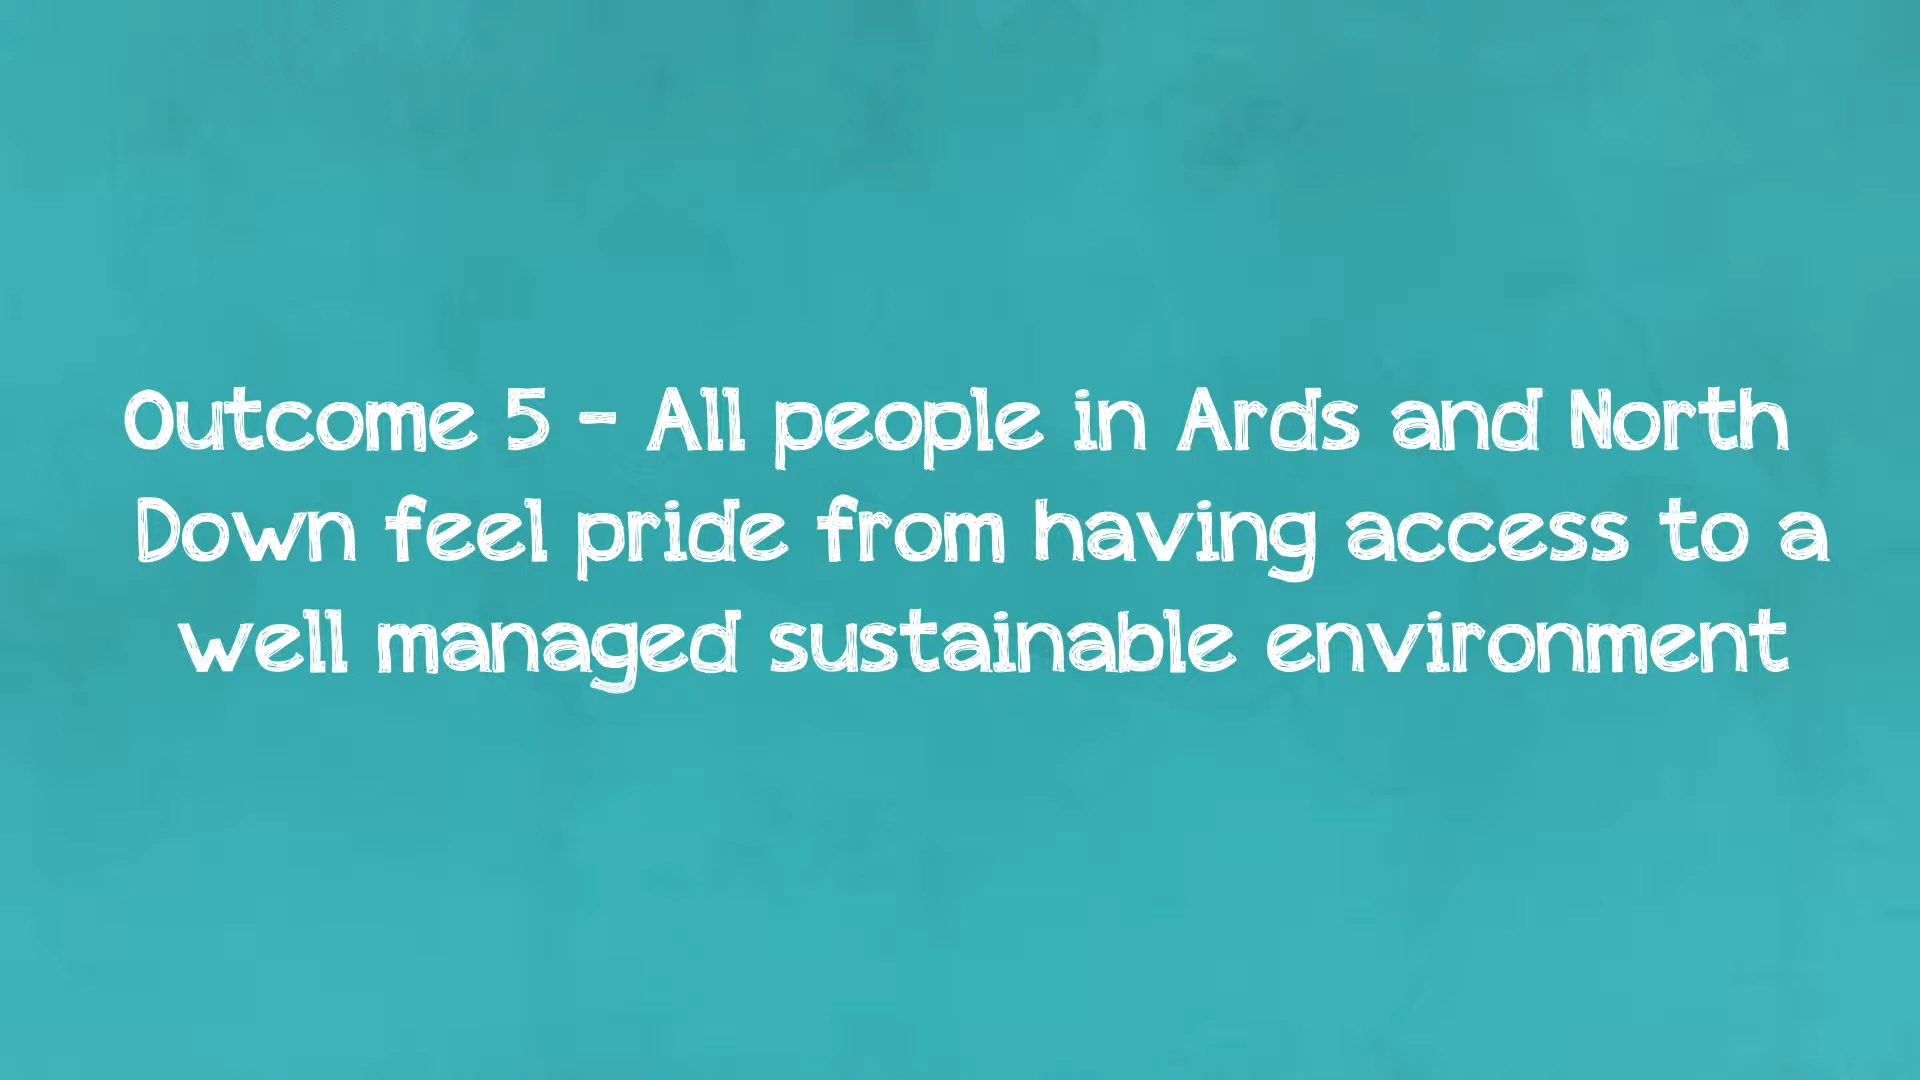 Outcome 5 - All people in Ards and North
Down feel pride from having access to a
well managed sustainable environment